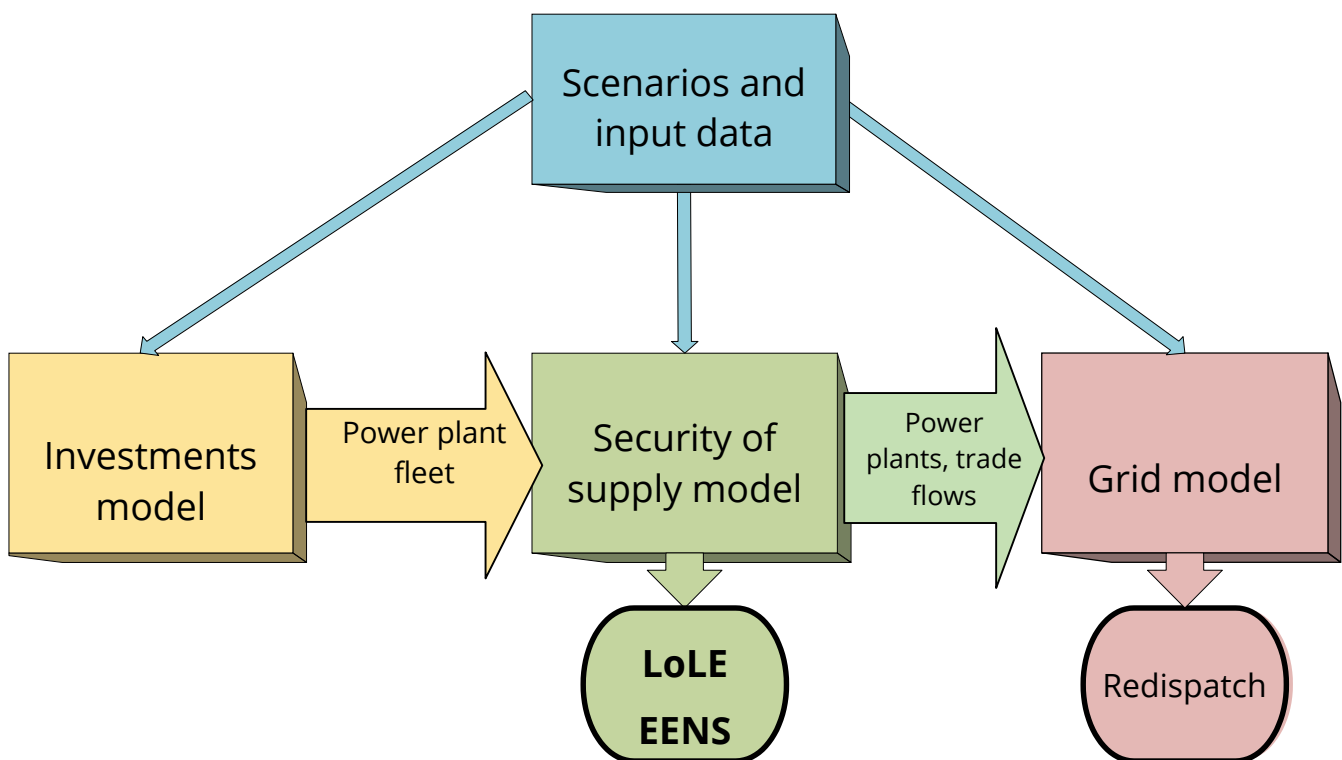 Scenarios and
input data
Investments
model
Power plant
fleet
Security of
supply model
Power
plants, trade
flows
Grid model
LoLE
EENS
Redispatch